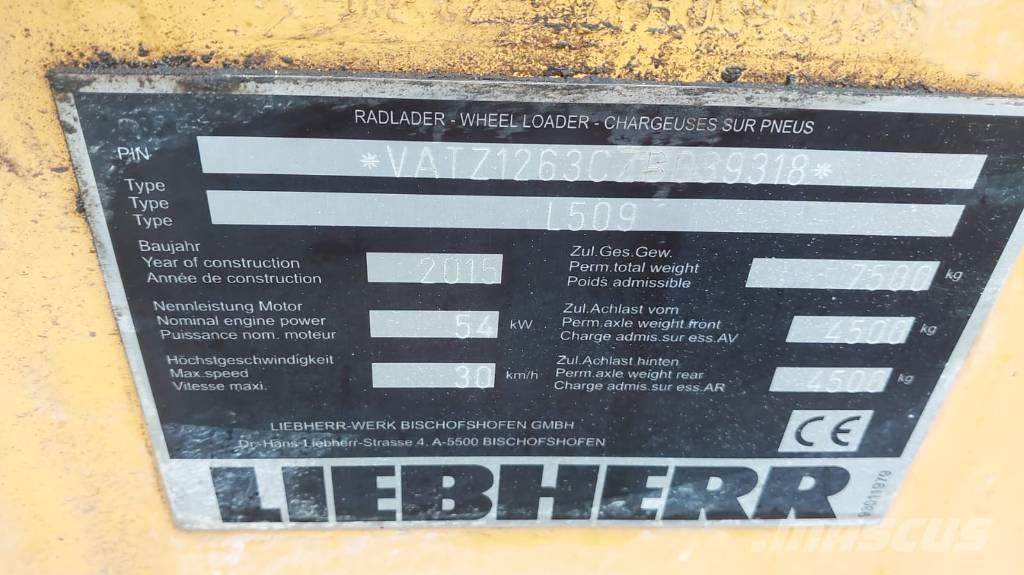 RADLADER - WHEEL LOADER - CHARGEUSES SUR PNEUS
PIN
Type
Type
Type
L509
Baujahr
Year of construction
Année de construction
2015
Zul.Ges.Gew.
Perm.total weight
Poids admissible
7500 kg
Nennleistung Motor
Nominal engine power
Puissance nom. moteur
54 kW
Zul.Achlast vorn
Perm.axle weight front
Charge admis.sur ess.AV
4500 kg
Höchstgeschwindigkeit
Max.speed
Vitesse maxi.
30 km/h
Zul.Achlast hinten
Perm.axle weight rear
Charge admis.sur ess.AR
4500 kg
LIEBHERR-WERK BISCHOFSHOFEN GMBH
Dr.-Hans-Liebherr-Strasse 4, A-5500 BISCHOFSHOFEN
CE
LIEBHERR
93011979
mascus